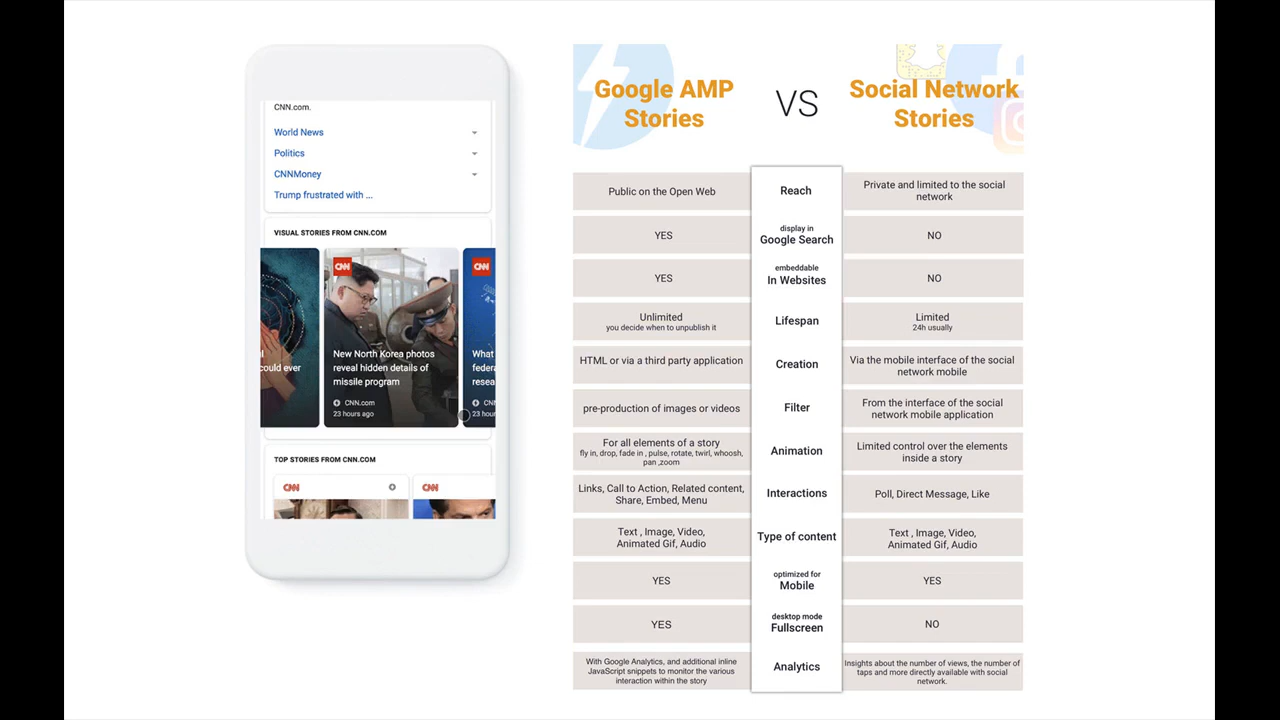 CNN.com.
World News
Politics
CNNMoney
Trump frustrated with ...
VISUAL STORIES FROM CNN.COM
CNN
CNN
could ever
New North Korea photos
reveal hidden details of
missile program
CNN.com
23 hours ago
What
federa
resea
CNN
23 hour
TOP STORIES FROM CNN.COM
CNN
CNN
Google AMP
Stories
VS
Social Network
Stories
Public on the Open Web
Reach
Private and limited to the social
network
YES
display in
Google Search
NO
YES
embeddable
In Websites
NO
Unlimited
you decide when to unpublish it
Lifespan
Limited
24h usually
HTML or via a third party application
Creation
Via the mobile interface of the social
network mobile
pre-production of images or videos
Filter
From the interface of the social
network mobile application
For all elements of a story
fly in, drop, fade in , pulse, rotate, twirl, whoosh,
pan ,zoom
Animation
Limited control over the elements
inside a story
Links, Call to Action, Related content,
Share, Embed, Menu
Interactions
Poll, Direct Message, Like
Text , Image, Video,
Animated Gif, Audio
Type of content
Text , Image, Video,
Animated Gif, Audio
YES
optimized for
Mobile
YES
YES
desktop mode
Fullscreen
NO
With Google Analytics, and additional inline
JavaScript snippets to monitor the various
interaction within the story
Analytics
Insights about the number of views, the number of
taps and more directly available with social
network.